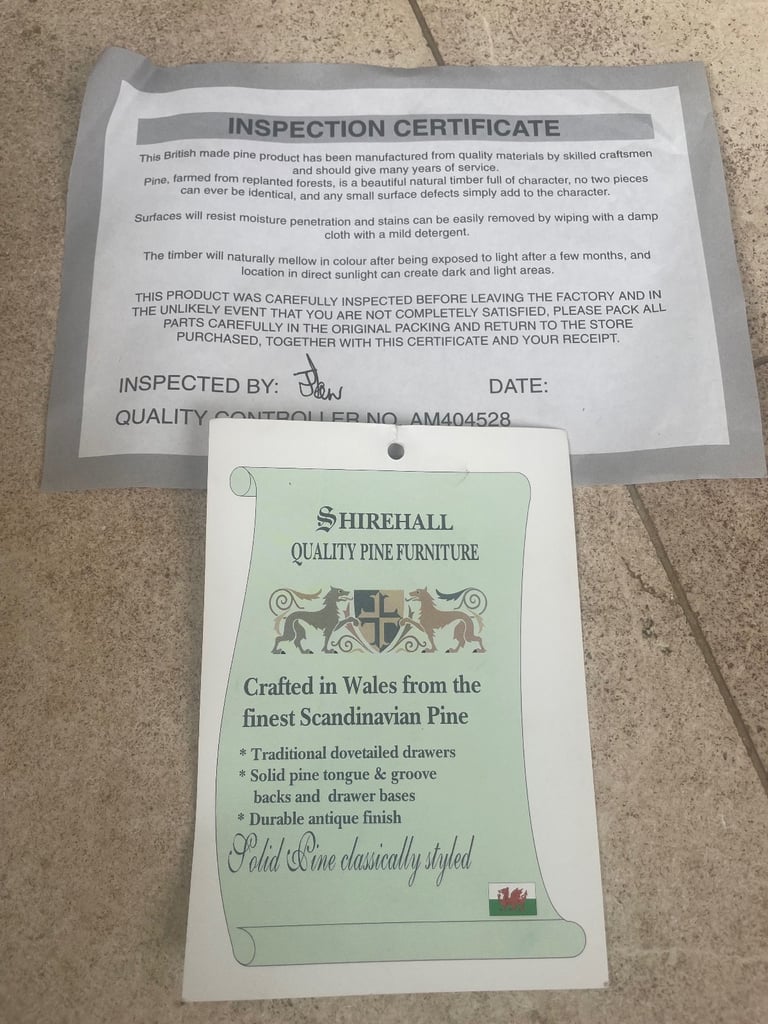 INSPECTION CERTIFICATE
This British made pine product has been manufactured from quality materials by skilled craftsmen
and should give many years of service.
Pine, farmed from replanted forests, is a beautiful natural timber full of character, no two pieces
can ever be identical, and any small surface defects simply add to the character.
Surfaces will resist moisture penetration and stains can be easily removed by wiping with a damp
cloth with a mild detergent.
The timber will naturally mellow in colour after being exposed to light after a few months, and
location in direct sunlight can create dark and light areas.
THIS PRODUCT WAS CAREFULLY INSPECTED BEFORE LEAVING THE FACTORY AND IN
THE UNLIKELY EVENT THAT YOU ARE NOT COMPLETELY SATISFIED, PLEASE PACK ALL
PARTS CAREFULLY IN THE ORIGINAL PACKING AND RETURN TO THE STORE
PURCHASED, TOGETHER WITH THIS CERTIFICATE AND YOUR RECEIPT.
INSPECTED BY: DATE:
QUALITY CONTROLLER NO. AM404528
SHIREHALL
QUALITY PINE FURNITURE
Crafted in Wales from the
finest Scandinavian Pine
* Traditional dovetailed drawers
* Solid pine tongue & groove
backs and drawer bases
* Durable antique finish
Solid Pine classically styled